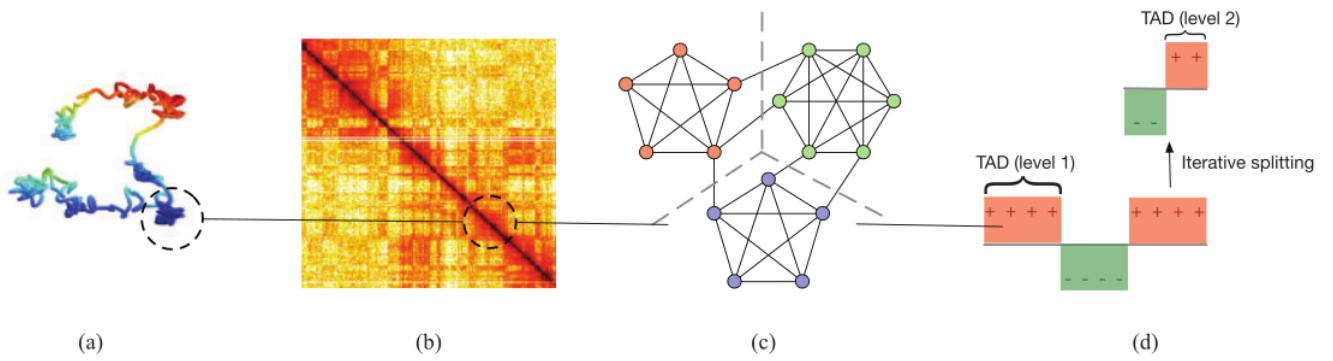 TAD (level 2)
+ +
- -
Iterative splitting
TAD (level 1)
+ + + +
+ + + +
- - - -
(a)
(b)
(c)
(d)